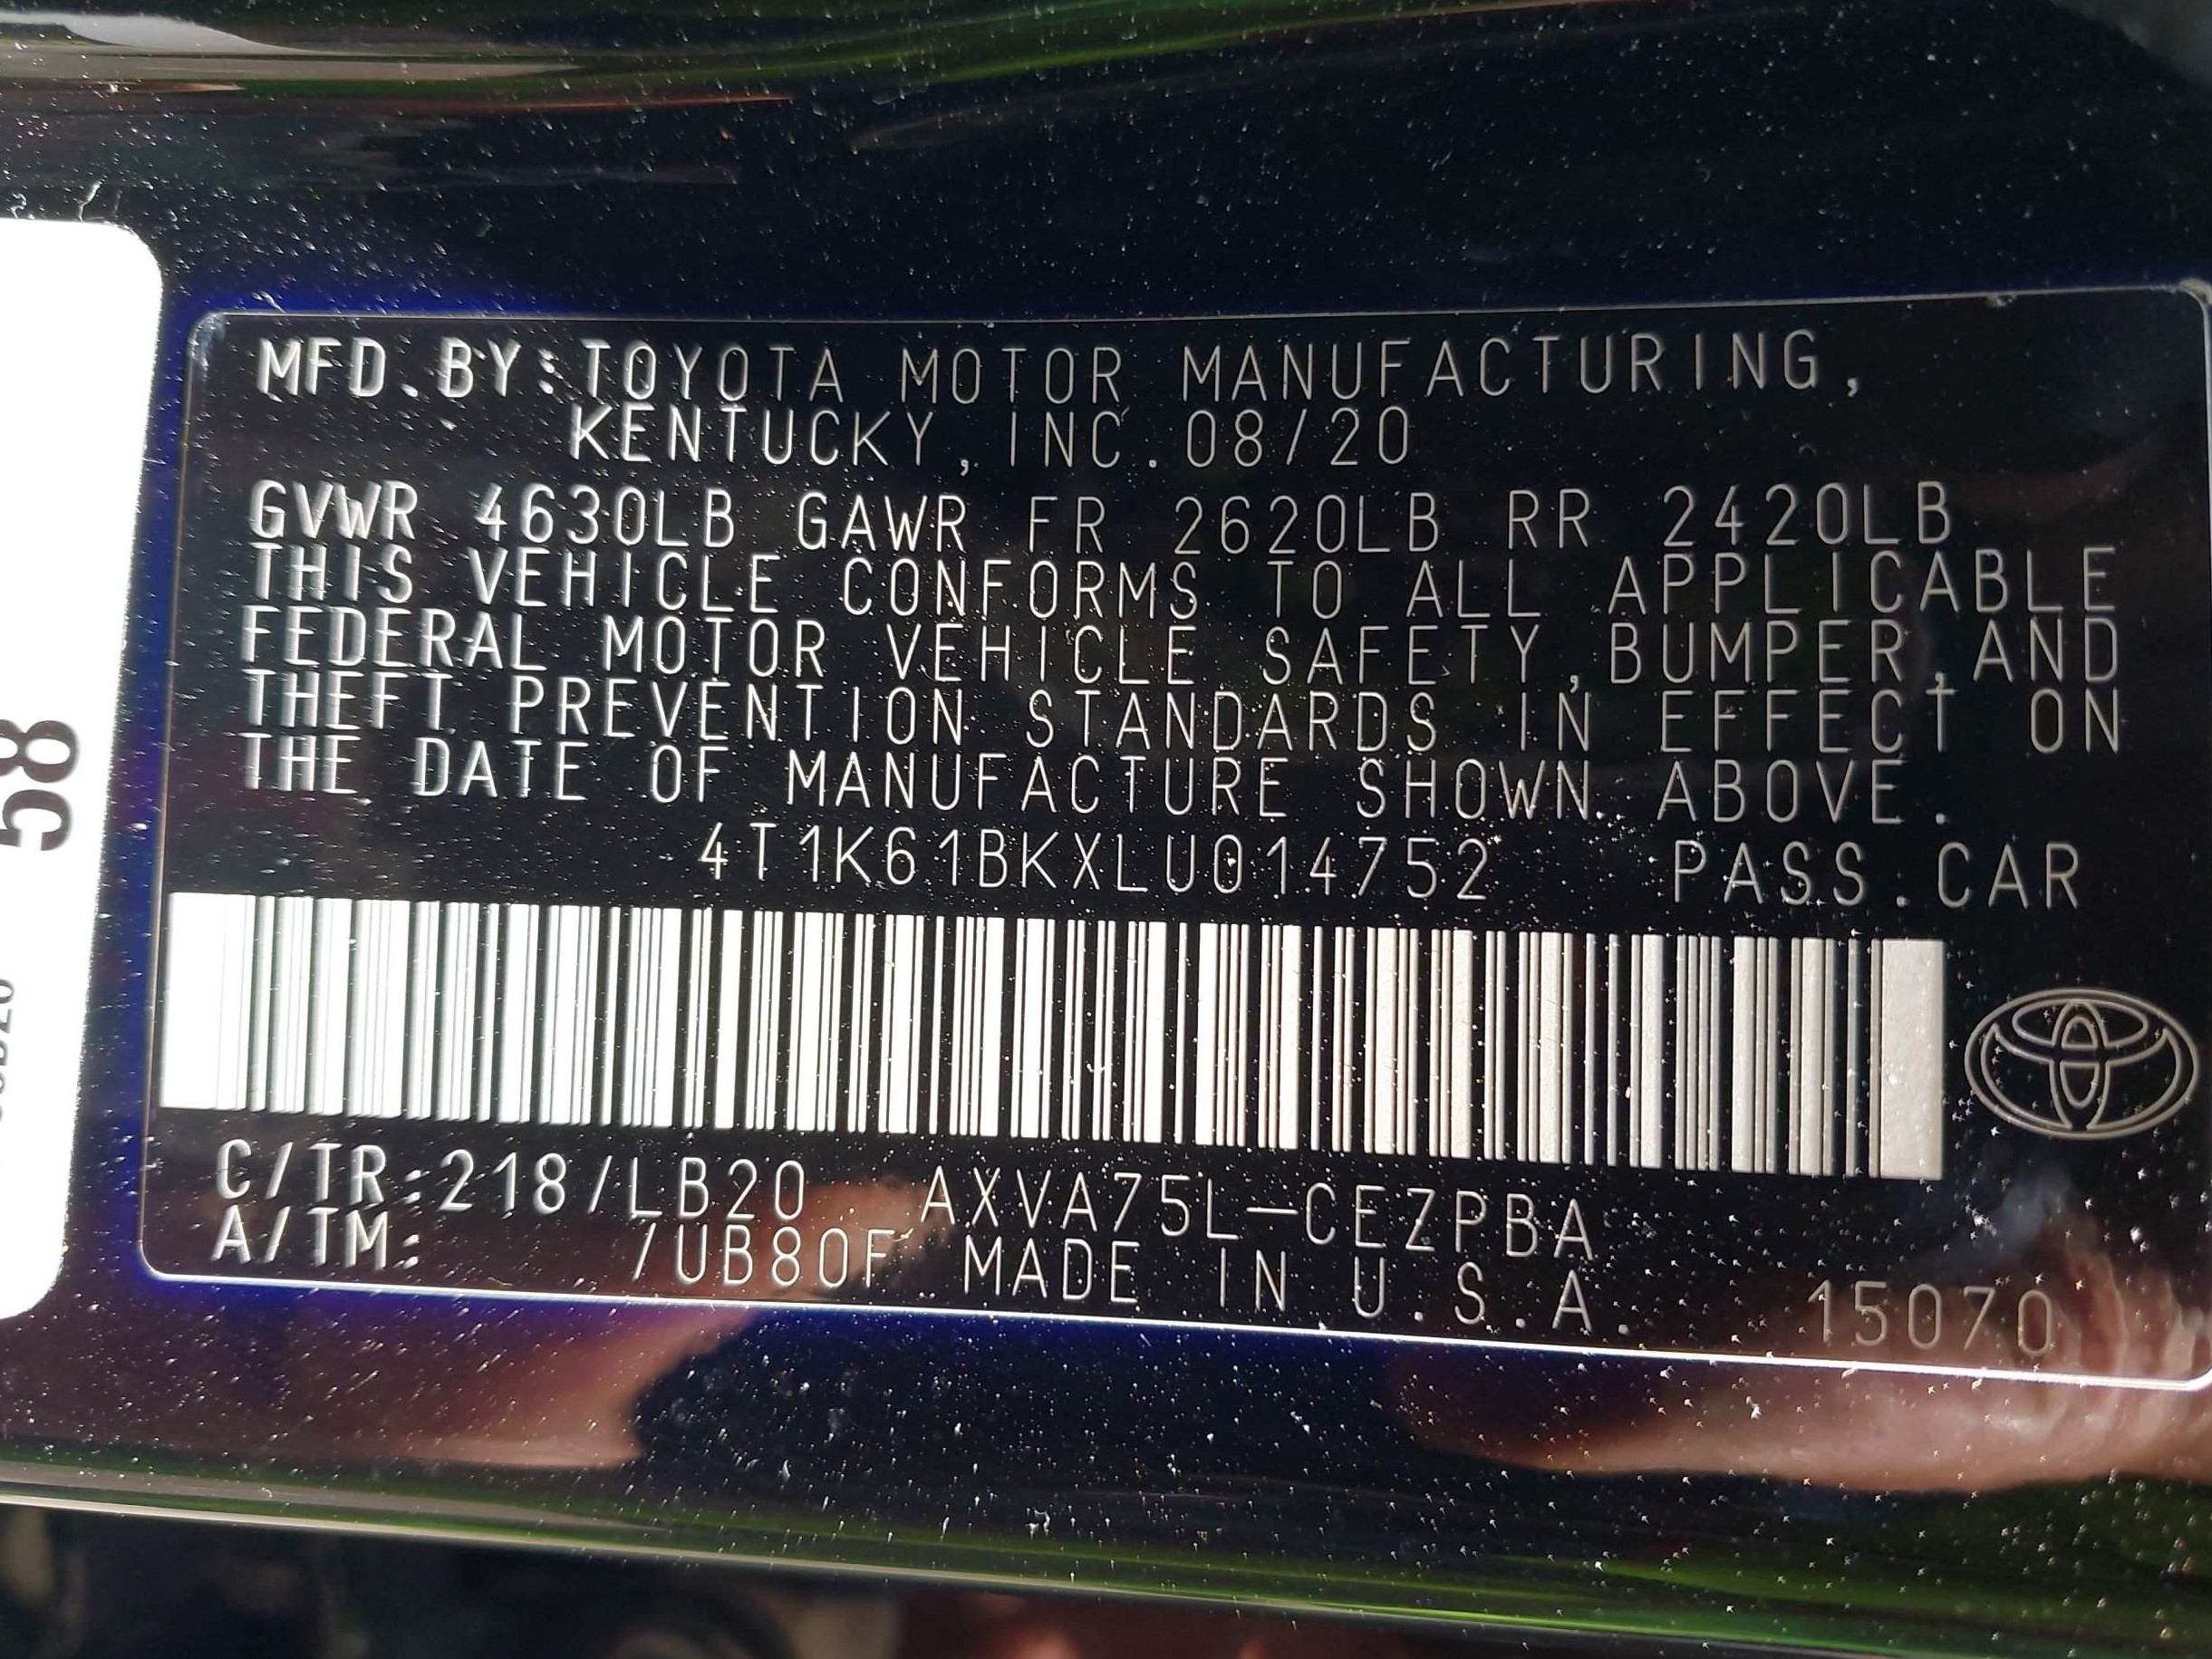 MFD.BY:TOYOTA MOTOR MANUFACTURING,
KENTUCKY, INC.08/20
GVWR 4630LB GAWR FR 2620LB RR 2420LB
THIS VEHICLE CONFORMS TO ALL APPLICABLE
FEDERAL MOTOR VEHICLE SAFETY,BUMPER,AND
THEFT PREVENTION STANDARDS IN EFFECT ON
THE DATE OF MANUFACTURE SHOWN ABOVE.
4T1K61BKXLU014752 PASS.CAR
C/TR:218/LB20 AXVA75L-CEZPBA
A/TM: /UB80F MADE IN U.S.A. 15070
58